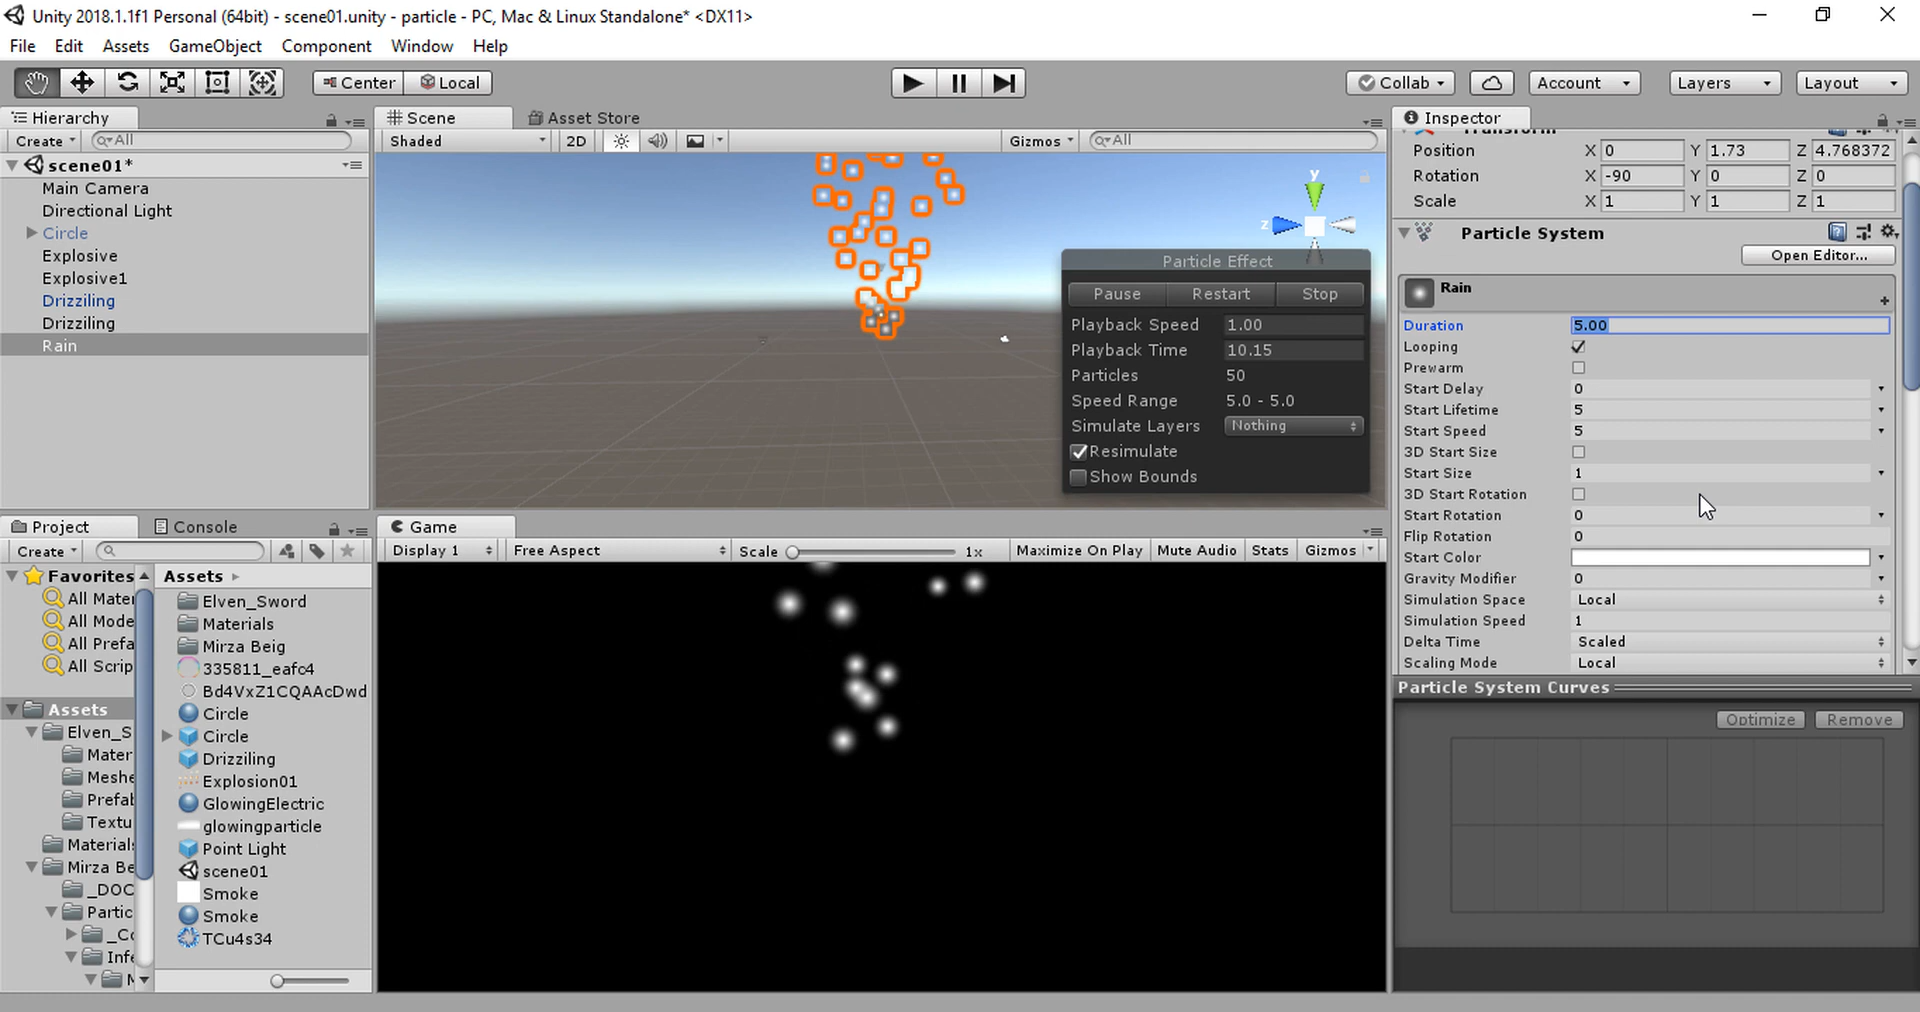 Unity 2018.1.1f1 Personal (64bit) - scene01.unity - particle - PC, Mac & Linux Standalone* <DX11>
File Edit Assets GameObject Component Window Help
Center Local Collab Account Layers Layout
Hierarchy
Create All
scene01*
Main Camera
Directional Light
Circle
Explosive
Explosive1
Drizziling
Drizziling
Rain
Scene Asset Store
Shaded 2D Gizmos All
y
z
Particle Effect
Pause Restart Stop
Playback Speed 1.00
Playback Time 10.15
Particles 50
Speed Range 5.0 - 5.0
Simulate Layers Nothing
Resimulate
Show Bounds
Project Console
Create
Favorites
All Mater
All Mode
All Prefa
All Scrip
Assets
Elven_S
Mater
Meshe
Prefab
Textu
Materials
Mirza Be
_DOC
Partic
_Co
Infe
Assets
Elven_Sword
Materials
Mirza Beig
335811_eafc4
Bd4VxZ1CQAAcDwd
Circle
Circle
Drizziling
Explosion01
GlowingElectric
glowingparticle
Point Light
scene01
Smoke
Smoke
TCu4s34
Game
Display 1 Free Aspect Scale 1x Maximize On Play Mute Audio Stats Gizmos
Inspector
Position X 0 Y 1.73 Z 4.768372
Rotation X -90 Y 0 Z 0
Scale X 1 Y 1 Z 1
Particle System
Open Editor...
Rain
Duration 5.00
Looping
Prewarm
Start Delay 0
Start Lifetime 5
Start Speed 5
3D Start Size
Start Size 1
3D Start Rotation
Start Rotation 0
Flip Rotation 0
Start Color
Gravity Modifier 0
Simulation Space Local
Simulation Speed 1
Delta Time Scaled
Scaling Mode Local
Particle System Curves
Optimize Remove